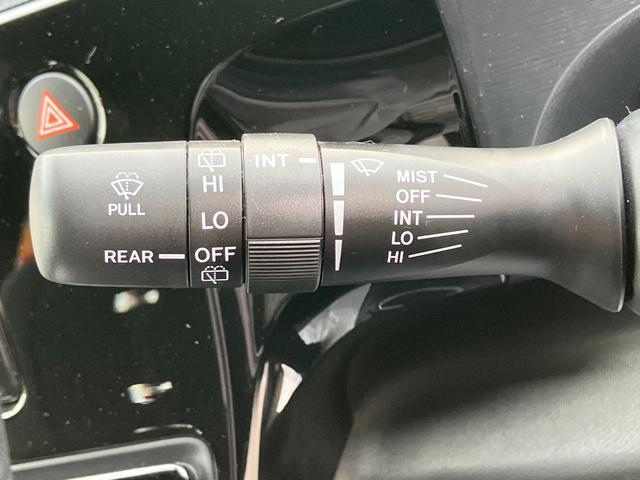 PULL
REAR
HI
LO
OFF
INT
MIST
OFF
INT
LO
HI